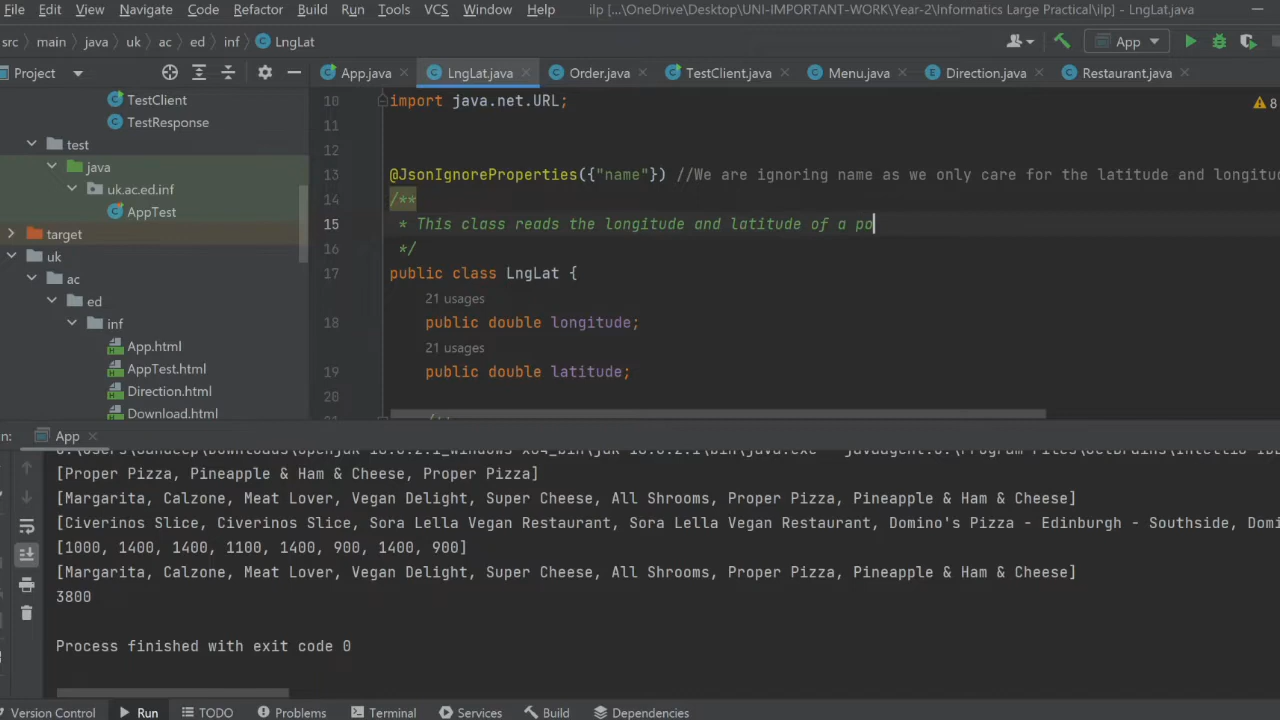 File Edit View Navigate Code Refactor Build Run Tools VCS Window Help ilp [...\OneDrive\Desktop\UNI-IMPORTANT-WORK\Year-2\Informatics Large Practical\ilp] - LngLat.java
src main java uk ac ed inf LngLat App
Project App.java LngLat.java Order.java TestClient.java Menu.java Direction.java Restaurant.java
TestClient
TestResponse
test
java
uk.ac.ed.inf
AppTest
target
uk
ac
ed
inf
App.html
AppTest.html
Direction.html
Download.html
10 import java.net.URL;
8
11
12
13 @JsonIgnoreProperties({"name"}) //We are ignoring name as we only care for the latitude and longitud
14 /**
15 * This class reads the longitude and latitude of a po
16 */
17 public class LngLat {
21 usages
18 public double longitude;
21 usages
19 public double latitude;
20
n: App
[Proper Pizza, Pineapple & Ham & Cheese, Proper Pizza]
[Margarita, Calzone, Meat Lover, Vegan Delight, Super Cheese, All Shrooms, Proper Pizza, Pineapple & Ham & Cheese]
[Civerinos Slice, Civerinos Slice, Sora Lella Vegan Restaurant, Sora Lella Vegan Restaurant, Domino's Pizza - Edinburgh - Southside, Domi
[1000, 1400, 1400, 1100, 1400, 900, 1400, 900]
[Margarita, Calzone, Meat Lover, Vegan Delight, Super Cheese, All Shrooms, Proper Pizza, Pineapple & Ham & Cheese]
3800
Process finished with exit code 0
Version Control Run TODO Problems Terminal Services Build Dependencies